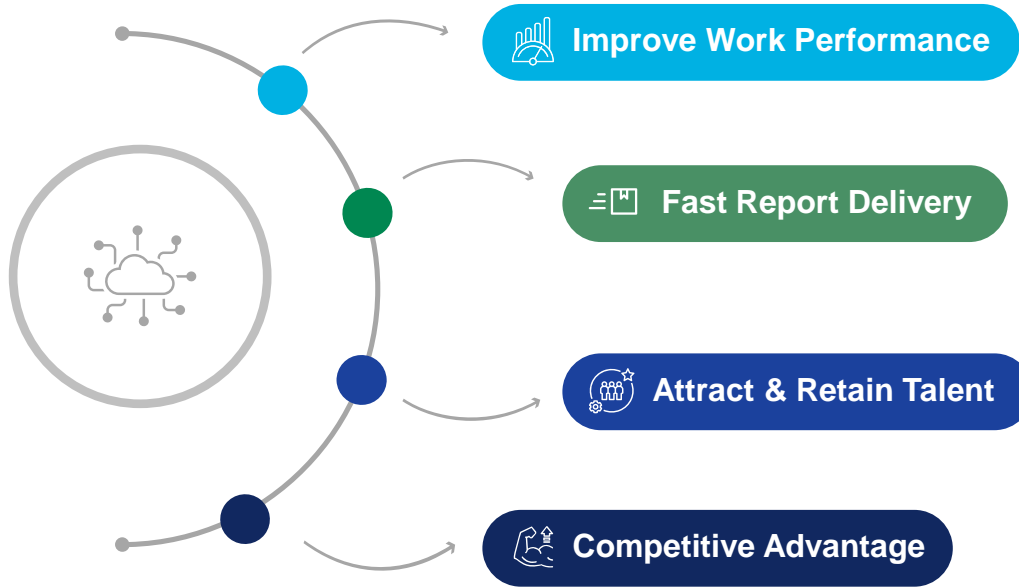 Improve Work Performance
Fast Report Delivery
Attract & Retain Talent
Competitive Advantage